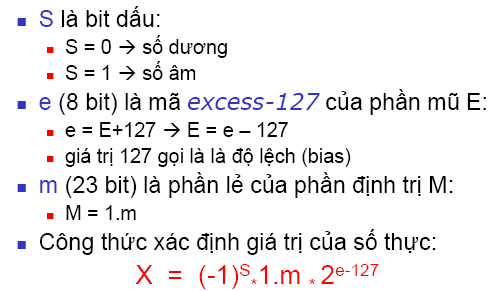 S là bit dấu:
S = 0 → số dương
S = 1 → số âm
e (8 bit) là mã excess-127 của phần mũ E:
e = E+127 → E = e – 127
giá trị 127 gọi là là độ lệch (bias)
m (23 bit) là phần lẻ của phần định trị M:
M = 1.m
Công thức xác định giá trị của số thực:
X = (-1)^S * 1.m * 2^e-127